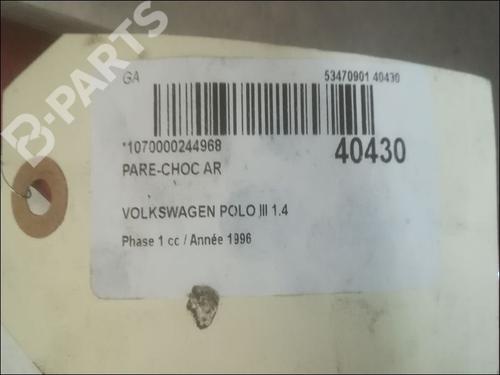 B-PARTS
GA 53470901 40430
*1070000244968 40430
PARE-CHOC AR
VOLKSWAGEN POLO III 1.4
Phase 1 cc / Année 1996